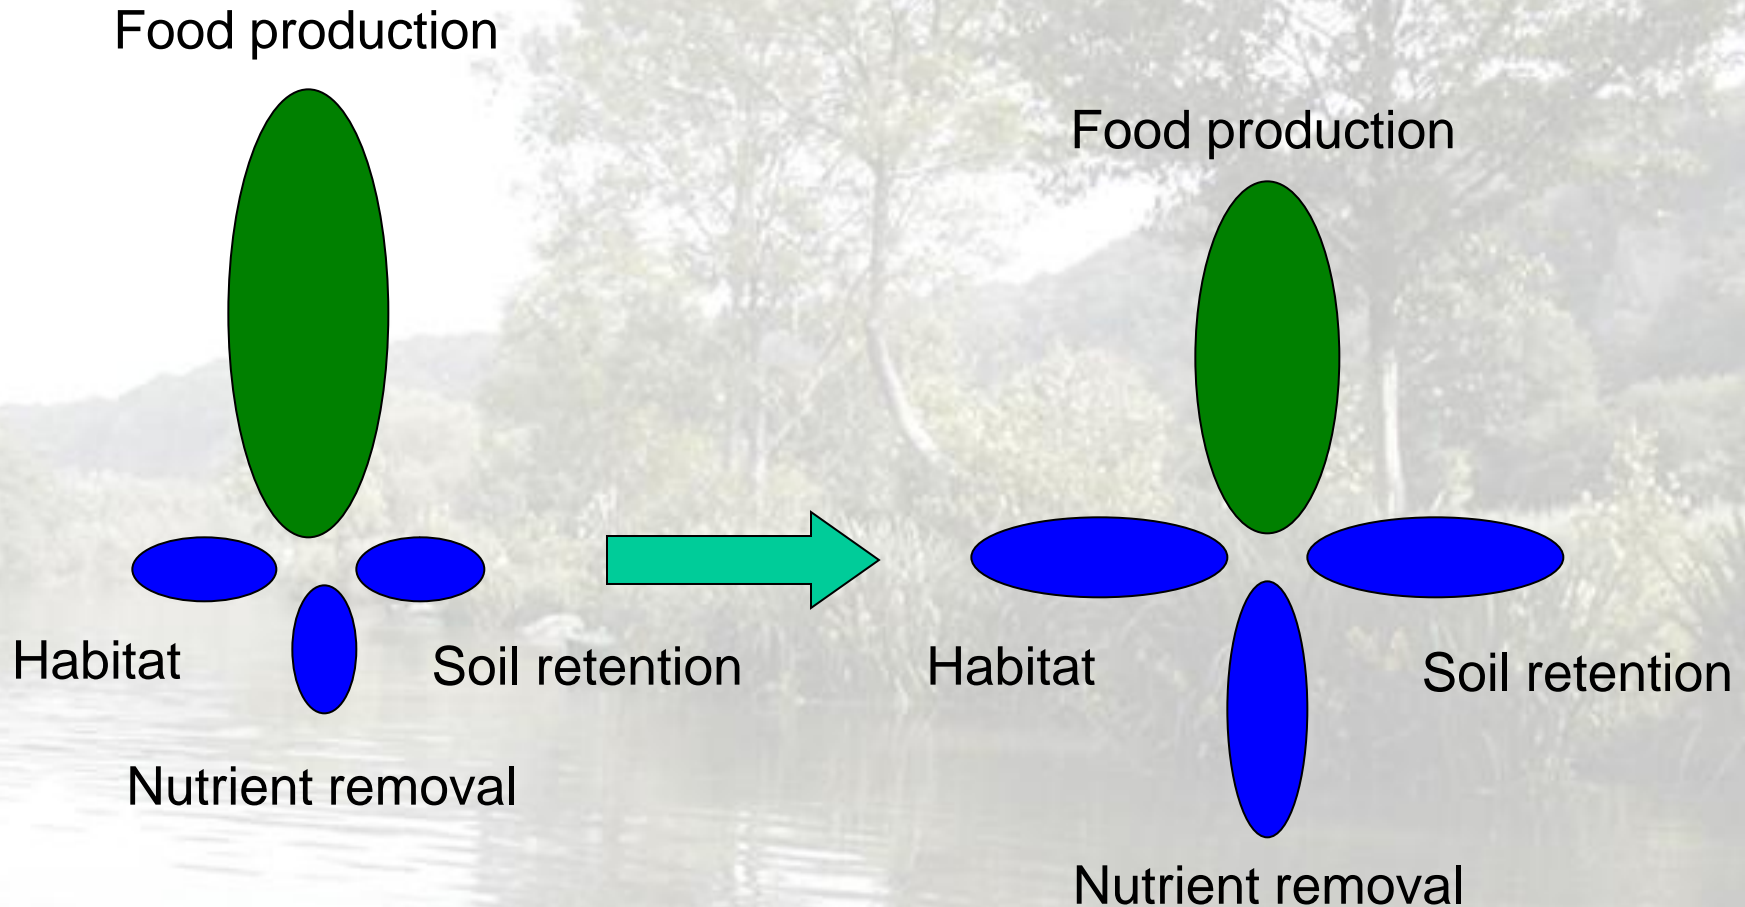 Food production
Habitat
Soil retention
Nutrient removal
Food production
Habitat
Soil retention
Nutrient removal